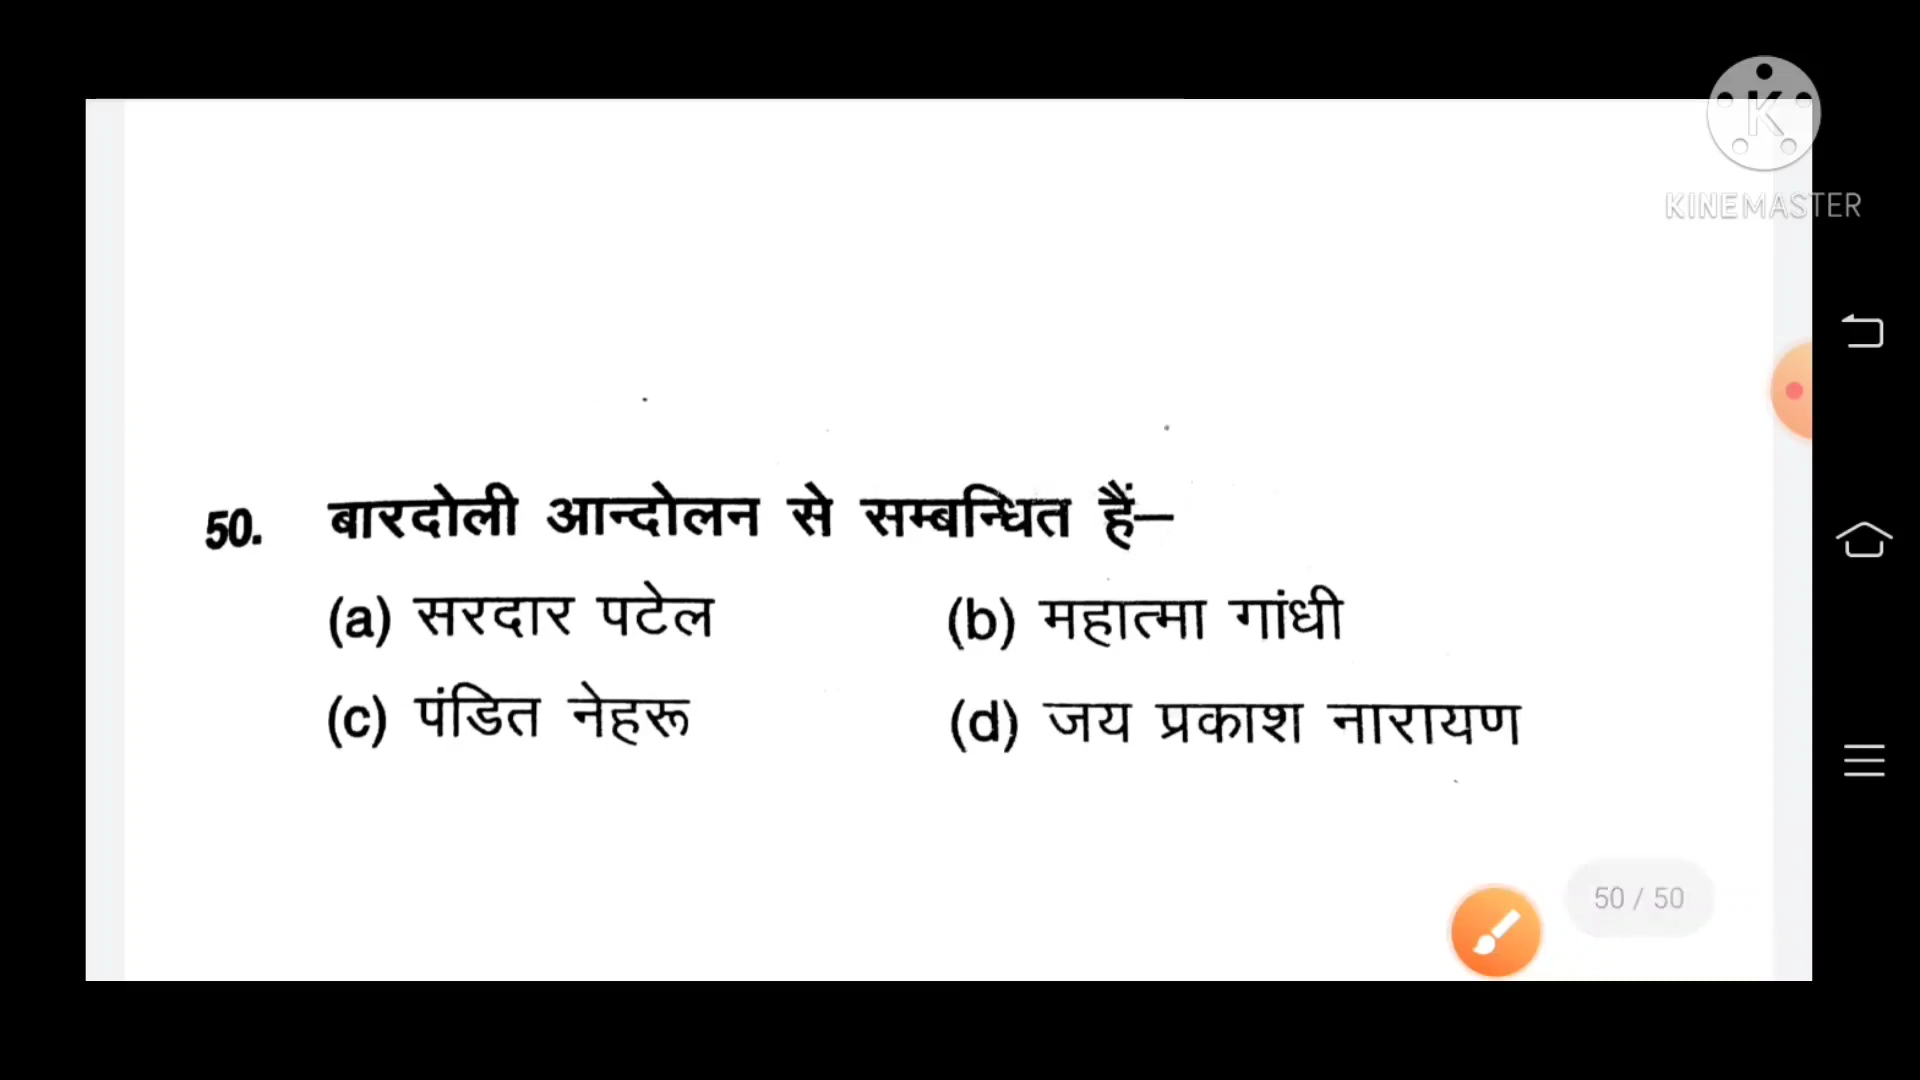 K
KINEMASTER
50. बारदोली आन्दोलन से सम्बन्धित हैं–
(a) सरदार पटेल (b) महात्मा गांधी
(c) पंडित नेहरू (d) जय प्रकाश नारायण
50 / 50